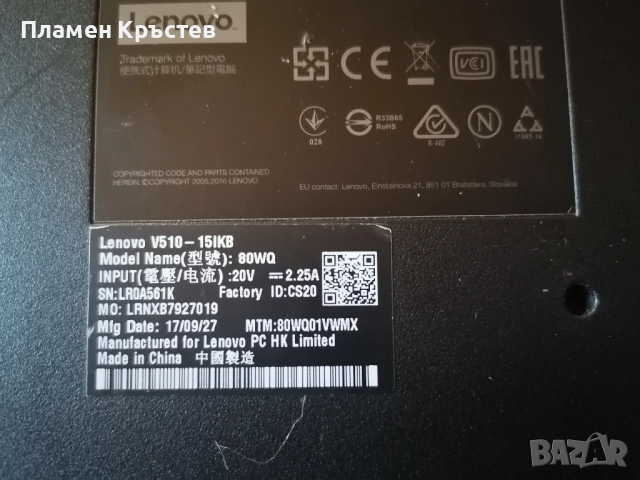 Пламен Кръстев
Lenovo
Trademark of Lenovo
便携式计算机/筆記型電腦
CE
EAC
028
R33B65
RoHS
R-NZ
N
COPYRIGHTED CODE AND PARTS CONTAINED
HEREIN. ©COPYRIGHT 2005,2016 LENOVO
EU contact: Lenovo, Einsteinova 21, 851 01 Bratislava, Slovakia
Lenovo V510-15IKB
Model Name(型號): 80WQ
INPUT(電壓/电流) :20V ⎓ 2.25A
SN:LR0A561K Factory ID:CS20
MO: LRNXB7927019
Mfg Date: 17/09/27 MTM:80WQ01VWMX
Manufactured for Lenovo PC HK Limited
Made in China 中國製造
BAZAR